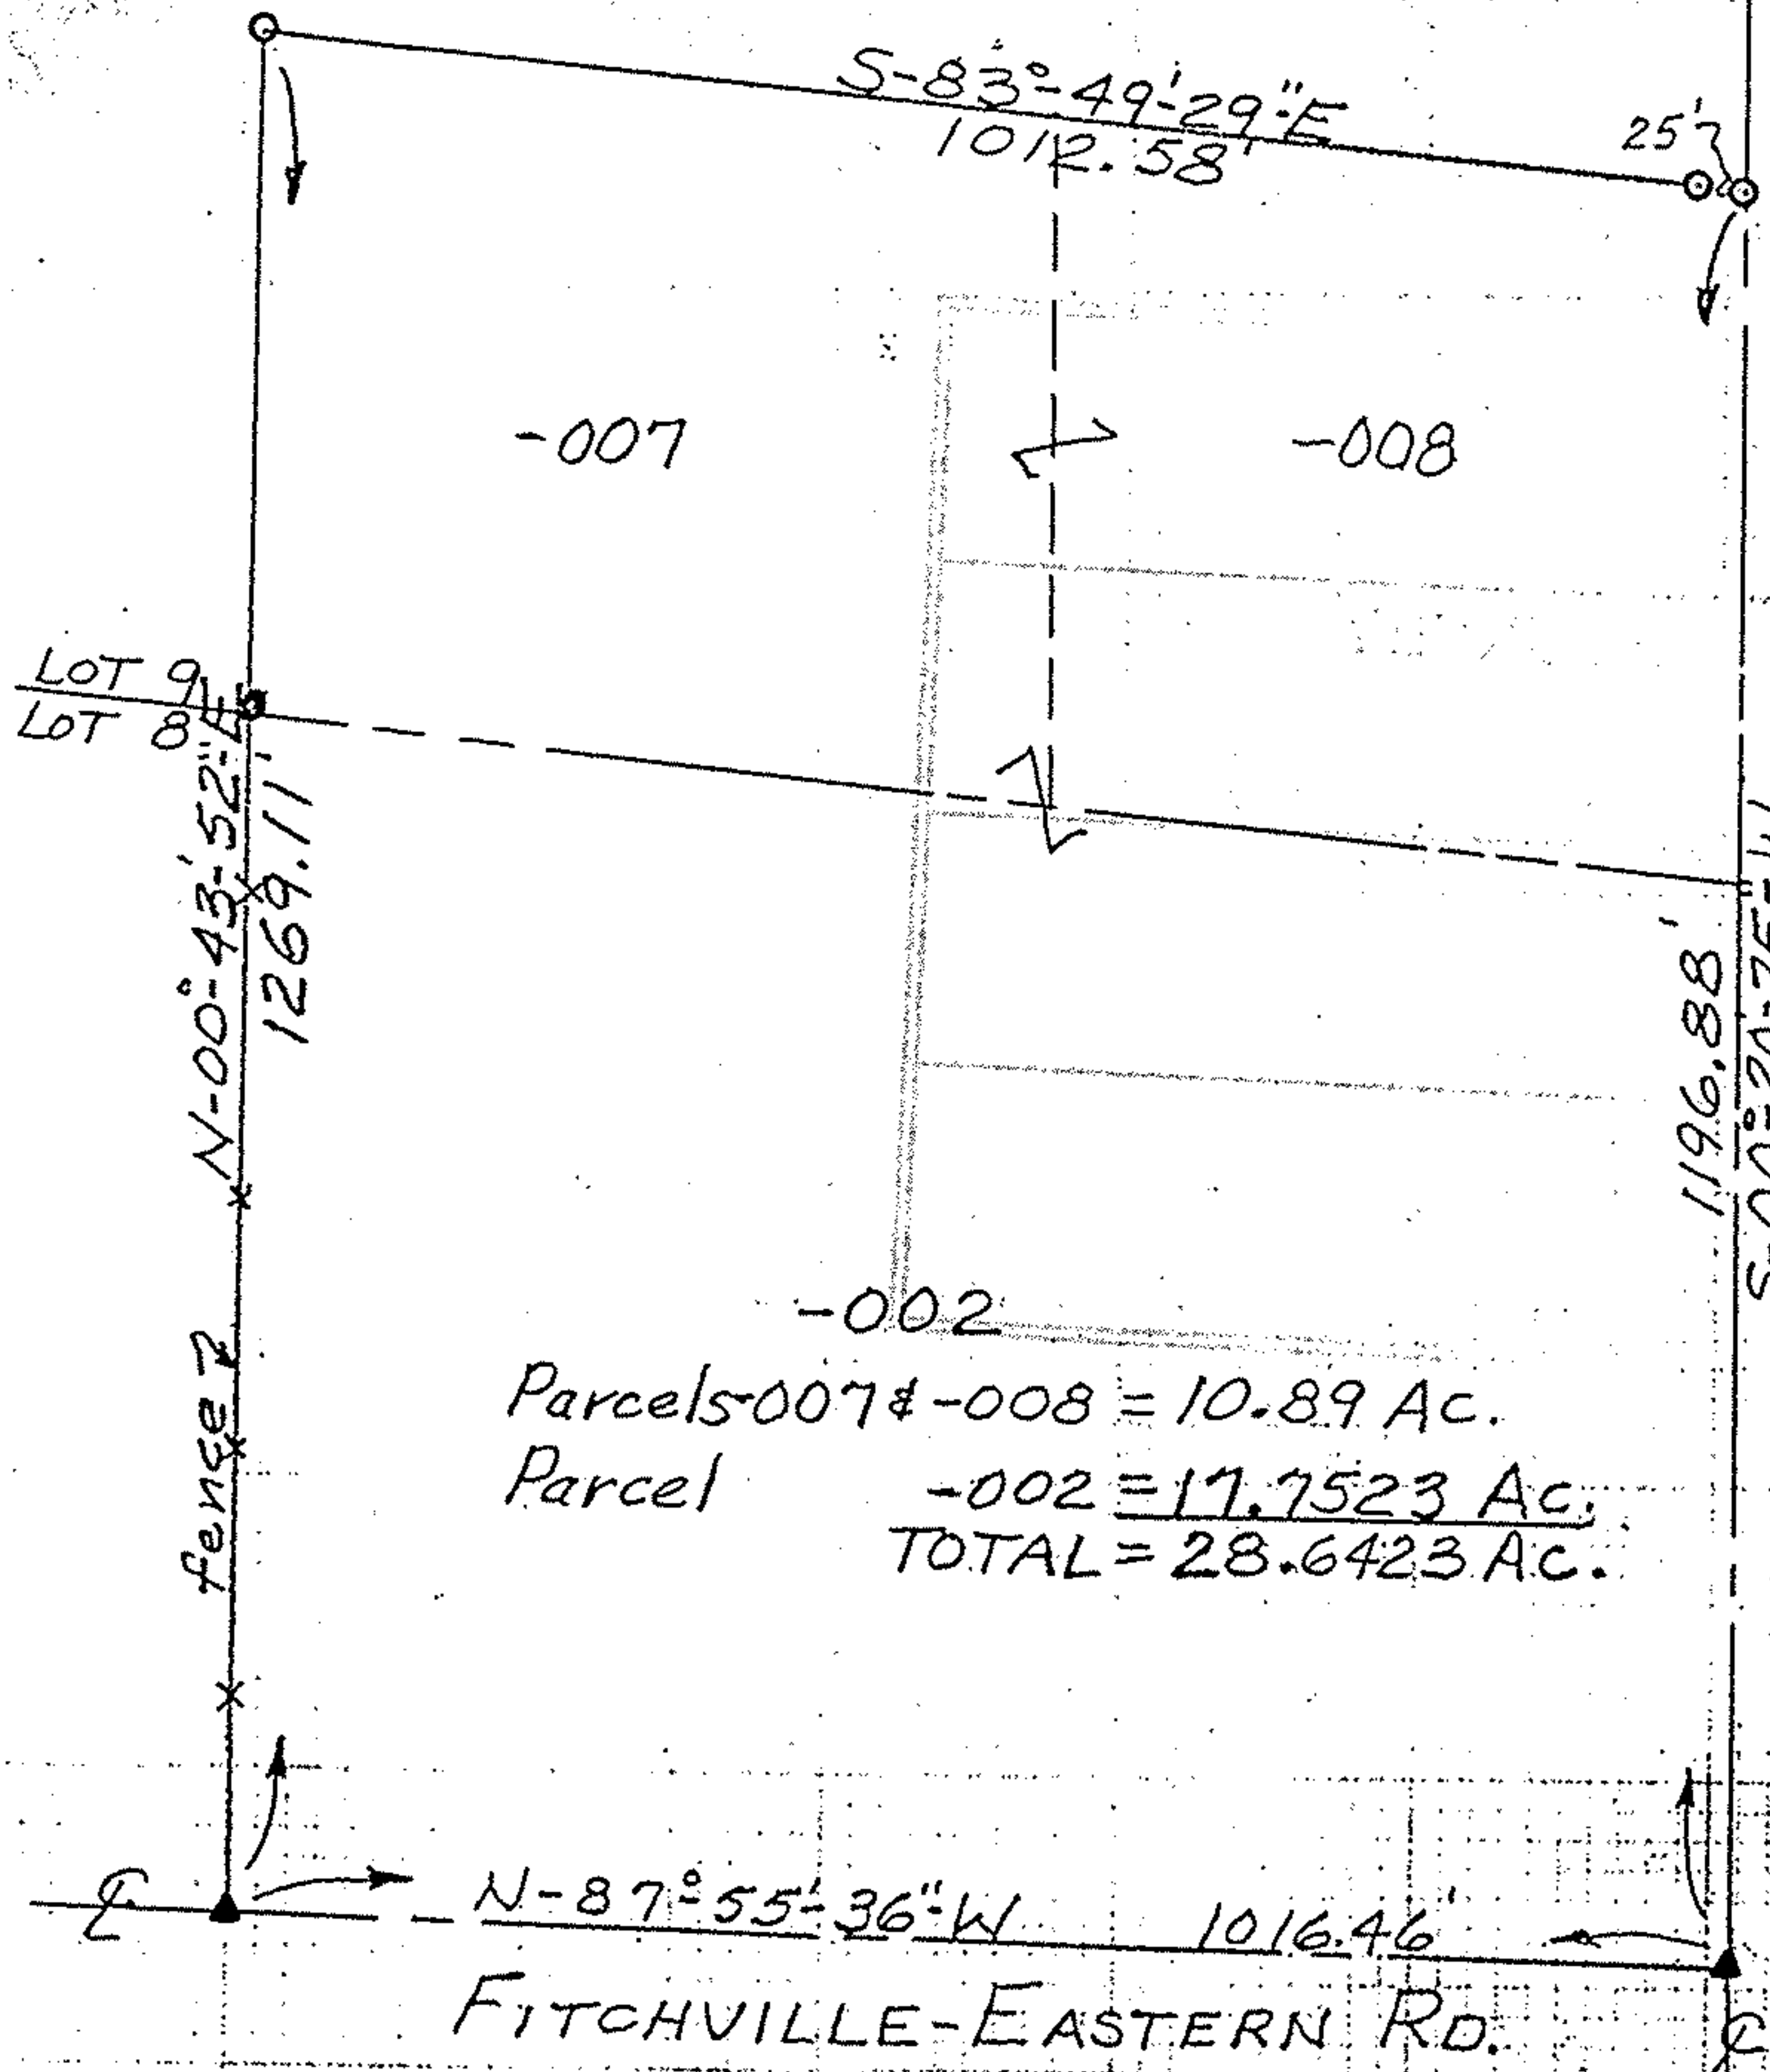 S-83°-49'-29"-E
1012.58'
25'
-007
-008
LOT 9
LOT 8
N-00°-43'-52"-E
1269.11'
1196.88'
fence
-002
Parcels-007 & -008 = 10.89 Ac.
Parcel -002 = 17.7523 Ac.
TOTAL = 28.6423 Ac.
℄
N-87°-55'-36"-W 1016.46'
FITCHVILLE-EASTERN RD.
℄